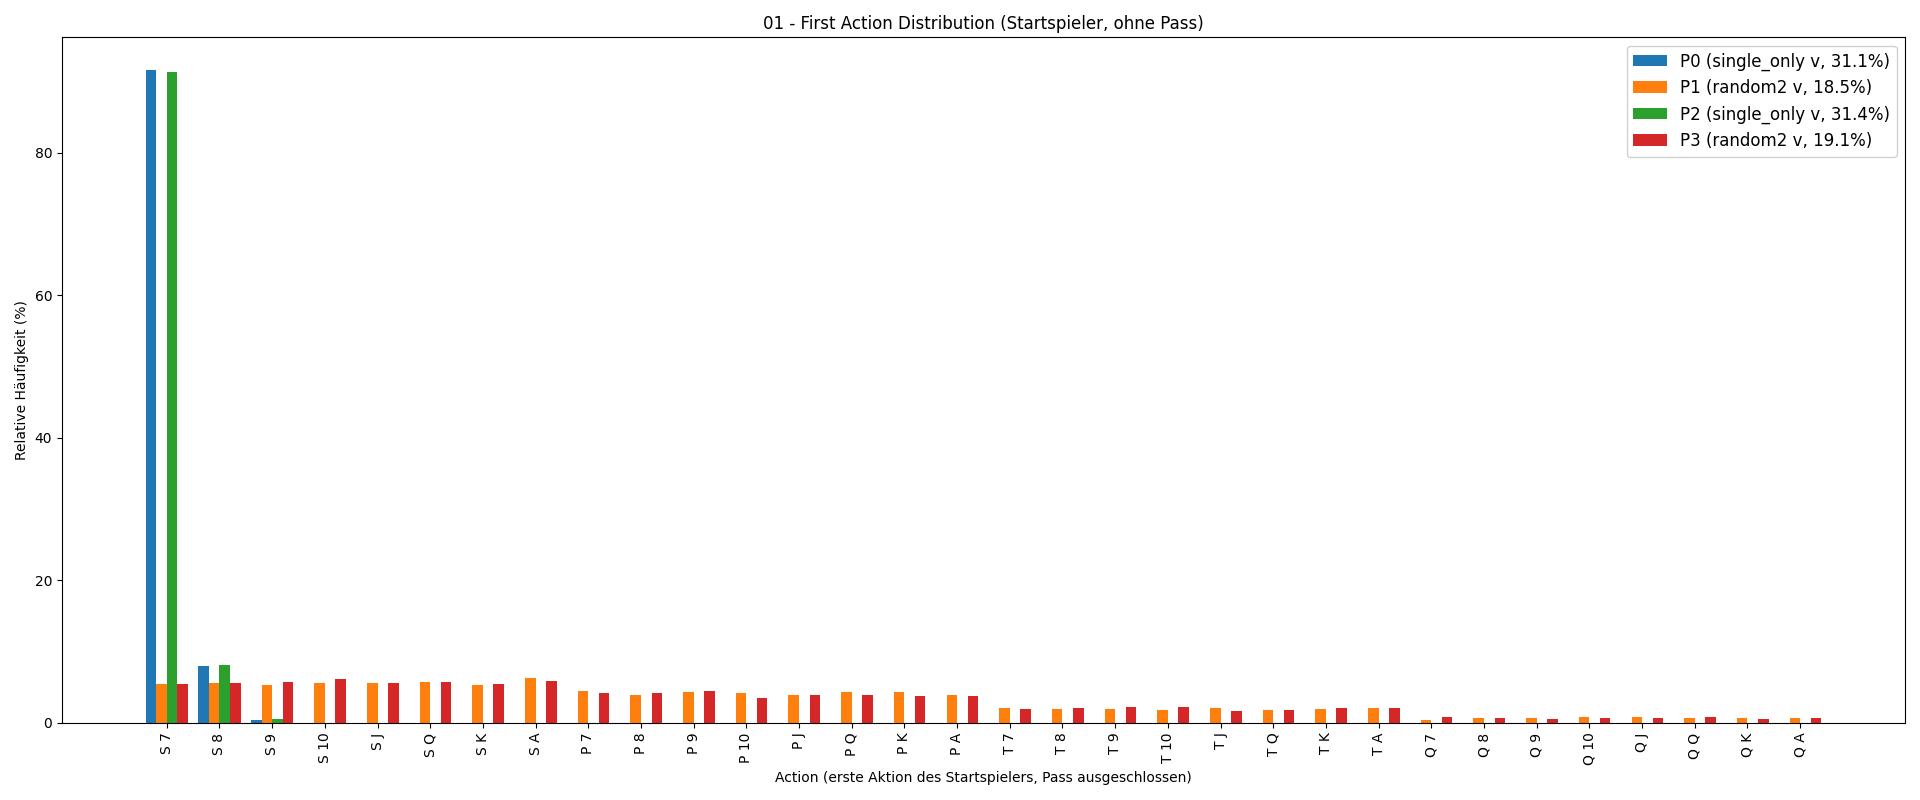 01 - First Action Distribution (Startspieler, ohne Pass)
P0 (single_only v, 31.1%)
P1 (random2 v, 18.5%)
P2 (single_only v, 31.4%)
P3 (random2 v, 19.1%)
Relative Häufigkeit (%)
80
60
40
20
0
S 7
S 8
S 9
S 10
S J
S Q
S K
S A
P 7
P 8
P 9
P 10
P J
P Q
P K
P A
T 7
T 8
T 9
T 10
T J
T Q
T K
T A
Q 7
Q 8
Q 9
Q 10
Q J
Q Q
Q K
Q A
Action (erste Aktion des Startspielers, Pass ausgeschlossen)